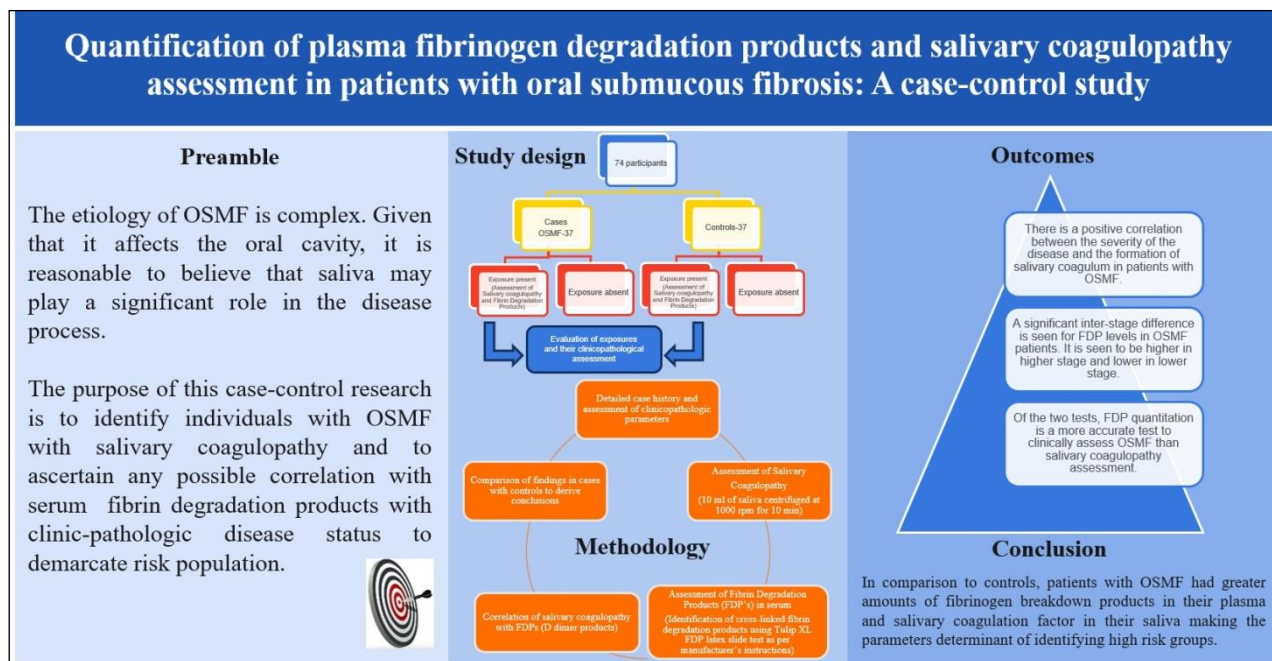 Quantification of plasma fibrinogen degradation products and salivary coagulopathy
assessment in patients with oral submucous fibrosis: A case-control study
Preamble
The etiology of OSMF is complex. Given
that it affects the oral cavity, it is
reasonable to believe that saliva may
play a significant role in the disease
process.
The purpose of this case-control research
is to identify individuals with OSMF
with salivary coagulopathy and to
ascertain any possible correlation with
serum fibrin degradation products with
clinic-pathologic disease status to
demarcate risk population.
Study design
74 participants
Cases
OSMF-37
Controls-37
Exposure present
(Assessment of
Salivary coagulopathy
and Fibrin Degradation
Products)
Exposure absent
Exposure present
(Assessment of
Salivary coagulopathy
and Fibrin Degradation
Products)
Exposure absent
Evaluation of exposures
and their clinicopathological
assessment
Detailed case history and
assessment of clinicopathologic
parameters
Assessment of Salivary
Coagulopathy
(10 ml of saliva centrifuged at
1000 rpm for 10 min)
Assessment of Fibrin Degradation
Products (FDP's) in serum
(Identification of cross-linked fibrin
degradation products using Tulip XL
FDP latex slide test as per
manufacturer's instructions)
Correlation of salivary coagulopathy
with FDPs (D dimer products)
Comparison of findings in cases
with controls to derive
conclusions
Methodology
Outcomes
There is a positive correlation
between the severity of the
disease and the formation of
salivary coagulum in patients with
OSMF.
A significant inter-stage difference
is seen for FDP levels in OSMF
patients. It is seen to be higher in
higher stage and lower in lower
stage.
Of the two tests, FDP quantitation
is a more accurate test to
clinically assess OSMF than
salivary coagulopathy
assessment.
Conclusion
In comparison to controls, patients with OSMF had greater
amounts of fibrinogen breakdown products in their plasma
and salivary coagulation factor in their saliva making the
parameters determinant of identifying high risk groups.